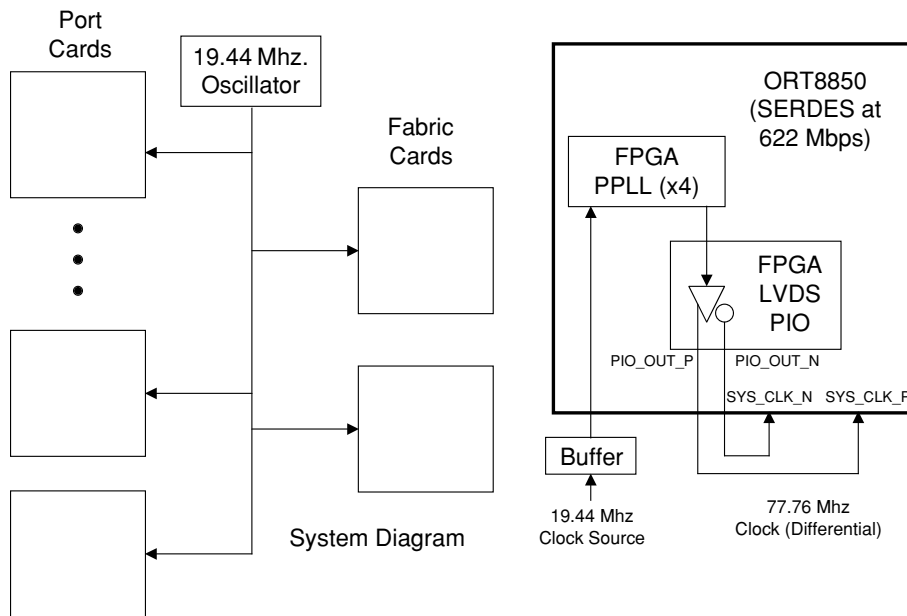 Port
Cards
19.44 Mhz.
Oscillator
Fabric
Cards
System Diagram
ORT8850
(SERDES at
622 Mbps)
FPGA
PPLL (x4)
FPGA
LVDS
PIO
PIO_OUT_P
PIO_OUT_N
SYS_CLK_N
SYS_CLK_P
Buffer
19.44 Mhz
Clock Source
77.76 Mhz
Clock (Differential)